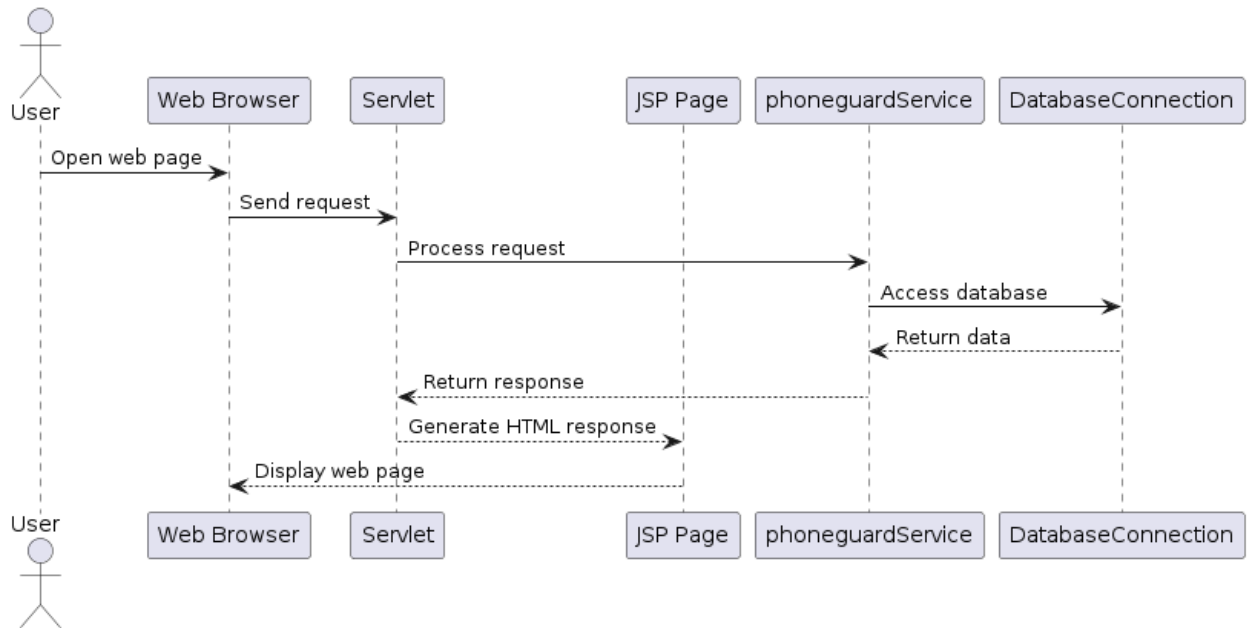 User
Web Browser
Servlet
JSP Page
phoneguardService
DatabaseConnection
Open web page
Send request
Process request
Access database
Return data
Return response
Generate HTML response
Display web page
User
Web Browser
Servlet
JSP Page
phoneguardService
DatabaseConnection